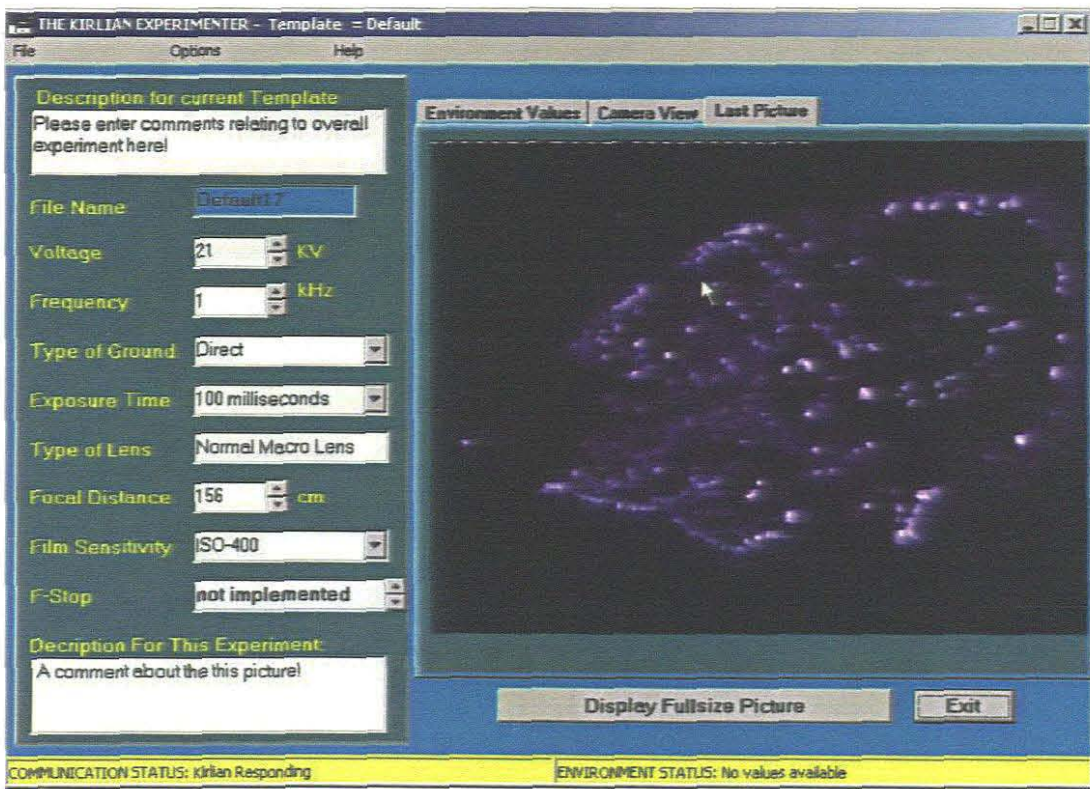 THE KIRLIAN EXPERIMENTER - Template = Default
File Options Help
Description for current Template
Please enter comments relating to overall
experiment here!
File Name Default17
Voltage 21 KV
Frequency 1 kHz
Type of Ground Direct
Exposure Time 100 milliseconds
Type of Lens Normal Macro Lens
Focal Distance 156 cm
Film Sensitivity ISO-400
F-Stop not implemented
Decription For This Experiment:
A comment about the this picture!
Environment Values Camera View Last Picture
Display Fullsize Picture Exit
COMMUNICATION STATUS: Kirlian Responding ENVIRONMENT STATUS: No values available